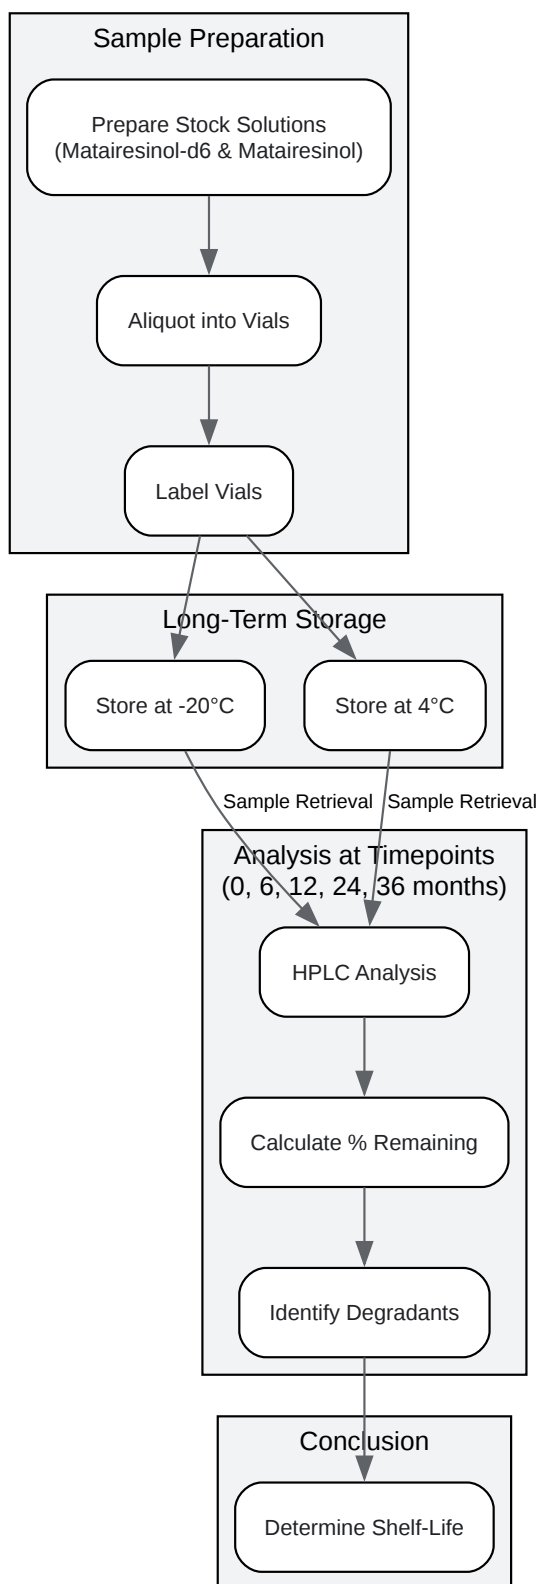 Sample Preparation
Prepare Stock Solutions
(Matairesinol-d6 & Matairesinol)
Aliquot into Vials
Label Vials
Long-Term Storage
Store at -20°C
Store at 4°C
Sample Retrieval
Sample Retrieval
Analysis at Timepoints
(0, 6, 12, 24, 36 months)
HPLC Analysis
Calculate % Remaining
Identify Degradants
Conclusion
Determine Shelf-Life